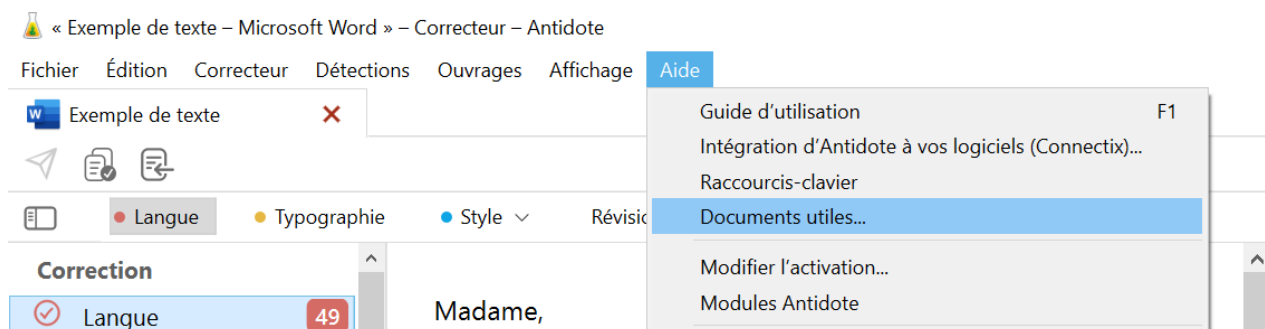 « Exemple de texte – Microsoft Word » – Correcteur – Antidote
Fichier Édition Correcteur Détections Ouvrages Affichage Aide
W Exemple de texte
Guide d’utilisation F1
Intégration d’Antidote à vos logiciels (Connectix)...
Raccourcis-clavier
Documents utiles...
Modifier l’activation...
Modules Antidote
Langue Typographie Style
Correction
Langue 49
Madame,